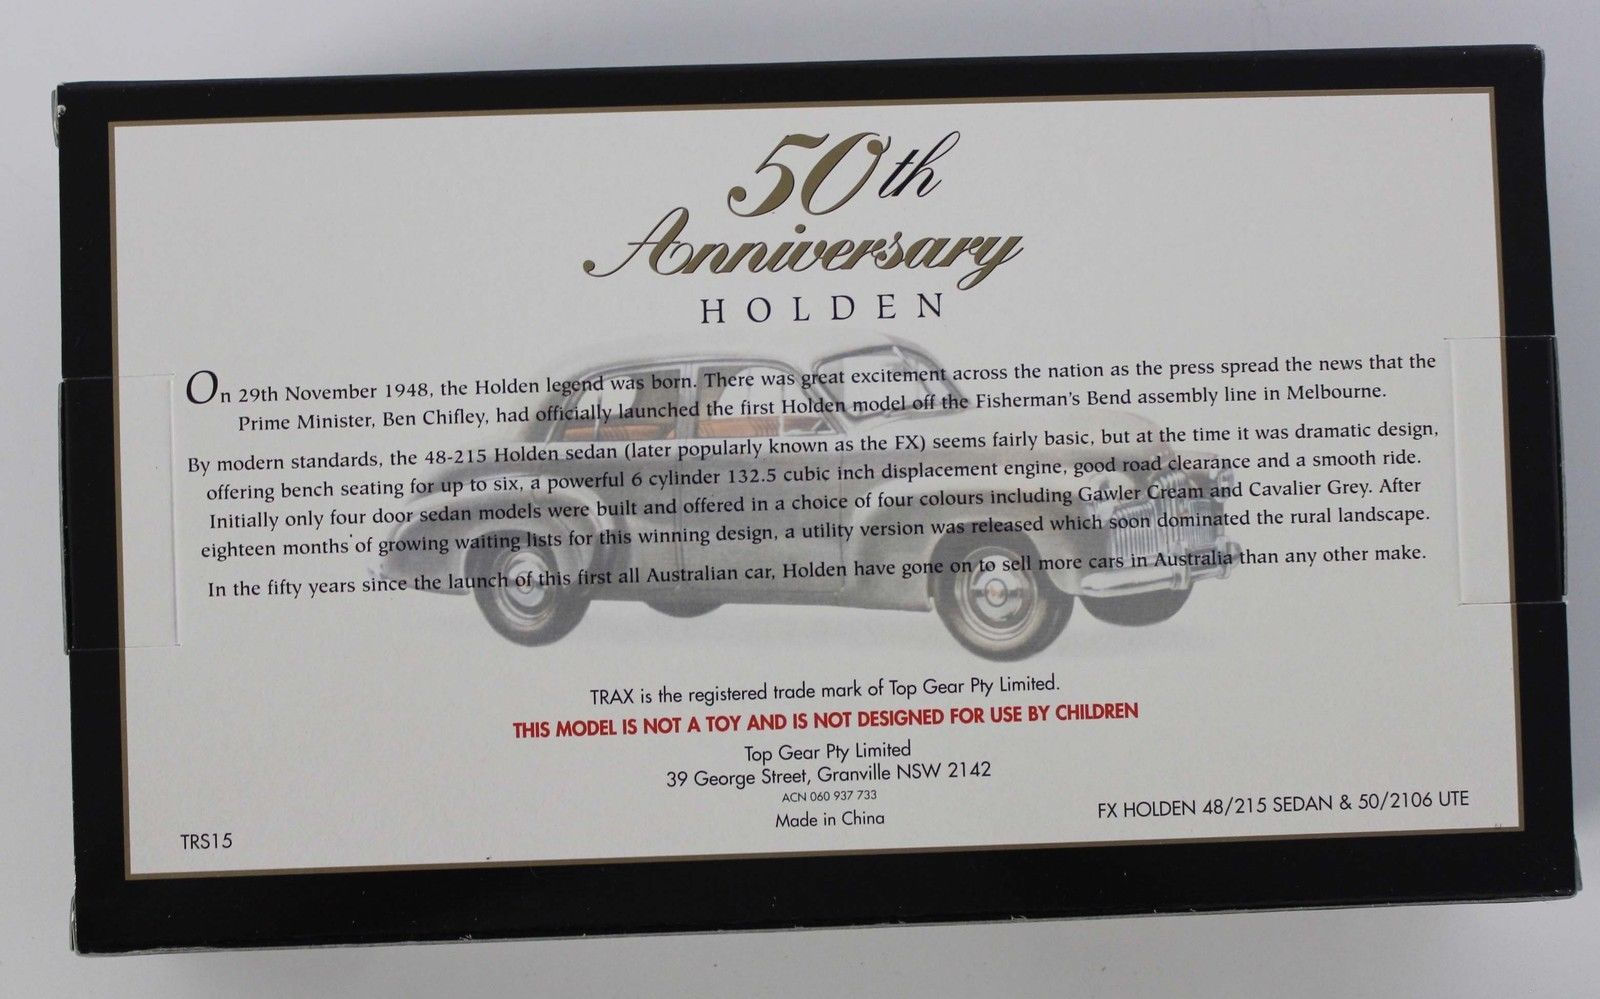 50th
Anniversary
HOLDEN
On 29th November 1948, the Holden legend was born. There was great excitement across the nation as the press spread the news that the
Prime Minister, Ben Chifley, had officially launched the first Holden model off the Fisherman's Bend assembly line in Melbourne.
By modern standards, the 48-215 Holden sedan (later popularly known as the FX) seems fairly basic, but at the time it was dramatic design,
offering bench seating for up to six, a powerful 6 cylinder 132.5 cubic inch displacement engine, good road clearance and a smooth ride.
Initially only four door sedan models were built and offered in a choice of four colours including Gawler Cream and Cavalier Grey. After
eighteen months of growing waiting lists for this winning design, a utility version was released which soon dominated the rural landscape.
In the fifty years since the launch of this first all Australian car, Holden have gone on to sell more cars in Australia than any other make.
TRAX is the registered trade mark of Top Gear Pty Limited.
THIS MODEL IS NOT A TOY AND IS NOT DESIGNED FOR USE BY CHILDREN
Top Gear Pty Limited
39 George Street, Granville NSW 2142
ACN 060 937 733
Made in China
FX HOLDEN 48/215 SEDAN & 50/2106 UTE
TRS15